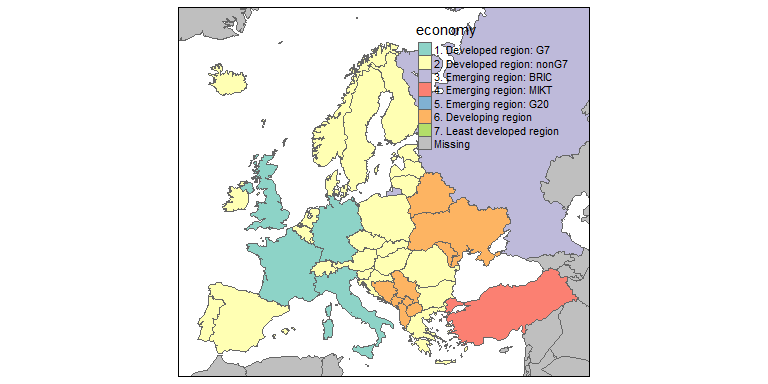 economy
1. Developed region: G7
2. Developed region: nonG7
3. Emerging region: BRIC
4. Emerging region: MIKT
5. Emerging region: G20
6. Developing region
7. Least developed region
Missing